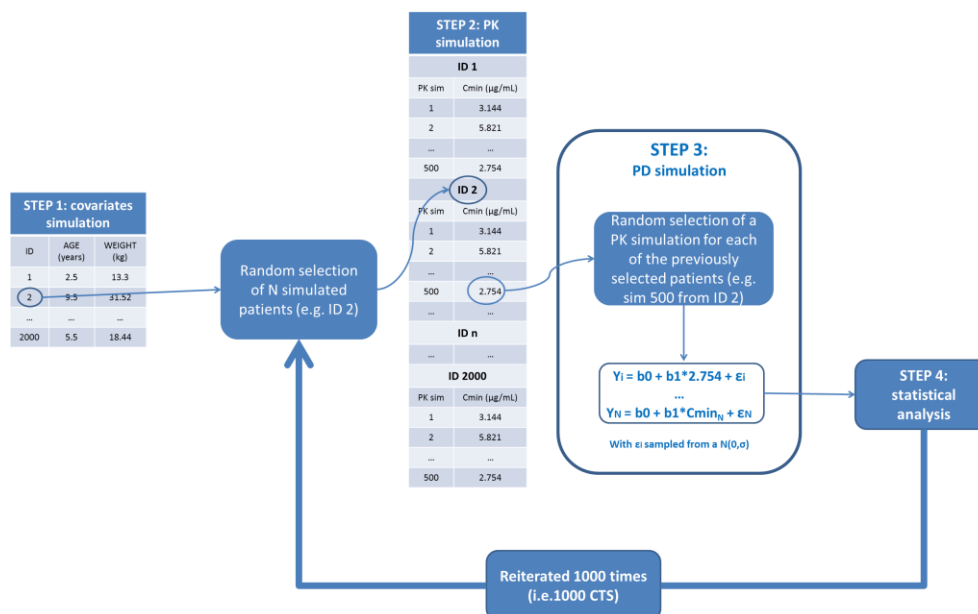 STEP 1: covariates
simulation
ID AGE (years) WEIGHT (kg)
1 2.5 13.3
2 9.5 31.52
... ... ...
2000 5.5 18.44
Random selection
of N simulated
patients (e.g. ID 2)
STEP 2: PK
simulation
ID 1
PK sim Cmin (µg/mL)
1 3.144
2 5.821
... ...
500 2.754
ID 2
PK sim Cmin (µg/mL)
1 3.144
2 5.821
... ...
500 2.754
... ...
ID n
... ...
ID 2000
PK sim Cmin (µg/mL)
1 3.144
2 5.821
... ...
500 2.754
STEP 3:
PD simulation
Random selection of
a PK simulation for each
of the previously
selected patients (e.g.
sim 500 from ID 2)
Yi = b0 + b1*2.754 + εi
...
YN = b0 + b1*CminN + εN
With εi sampled from a N(0,σ)
STEP 4:
statistical
analysis
Reiterated 1000 times
(i.e.1000 CTS)